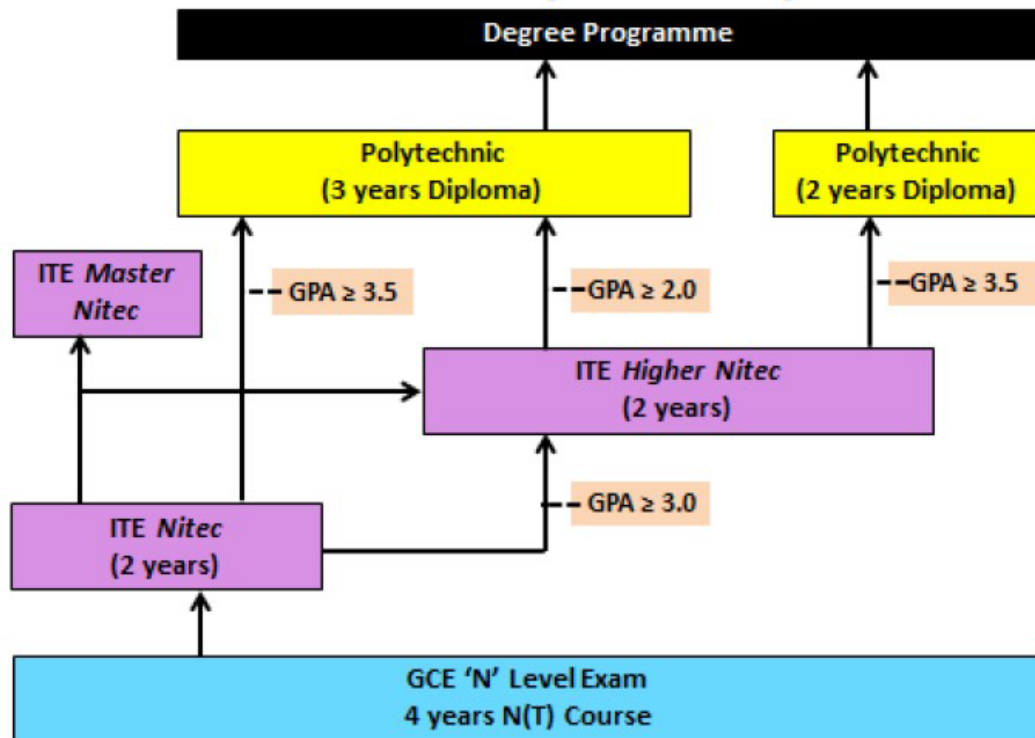 Degree Programme
Polytechnic
(3 years Diploma)
Polytechnic
(2 years Diploma)
ITE Master
Nitec
GPA ≥ 3.5
GPA ≥ 2.0
GPA ≥ 3.5
ITE Higher Nitec
(2 years)
GPA ≥ 3.0
ITE Nitec
(2 years)
GCE ‘N’ Level Exam
4 years N(T) Course